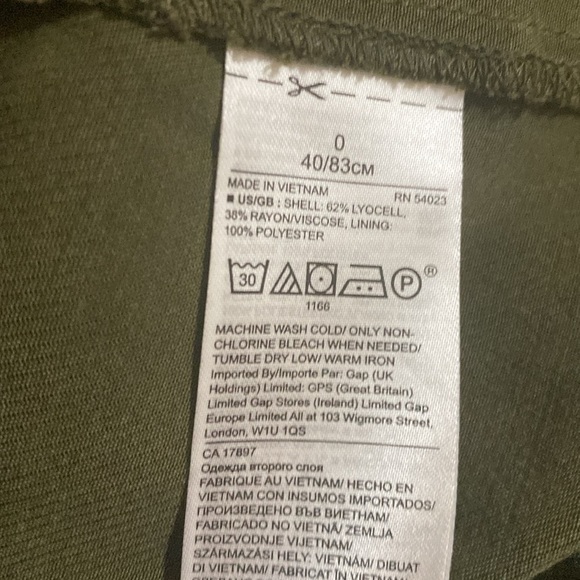 0
40/83CM
MADE IN VIETNAM RN 54023
■ US/GB : SHELL: 62% LYOCELL,
38% RAYON/VISCOSE, LINING:
100% POLYESTER
30 P ®
1166
MACHINE WASH COLD/ ONLY NON-
CHLORINE BLEACH WHEN NEEDED/
TUMBLE DRY LOW/ WARM IRON
Imported By/Importe Par: Gap (UK
Holdings) Limited: GPS (Great Britain)
Limited Gap Stores (Ireland) Limited Gap
Europe Limited All at 103 Wigmore Street,
London, W1U 1QS
CA 17897
Одежда второго слоя
FABRIQUE AU VIETNAM/ HECHO EN
VIETNAM CON INSUMOS IMPORTADOS/
ПРОИЗВЕДЕНО ВЪВ ВИЕТНАМ/
FABRICADO NO VIETNÃ/ ZEMLJA
PROIZVODNJE VIJETNAM/
SZÁRMAZÁSI HELY: VIETNÁM/ DIBUAT
DI VIETNAM/ FABRICAT ÎN VIETNAM